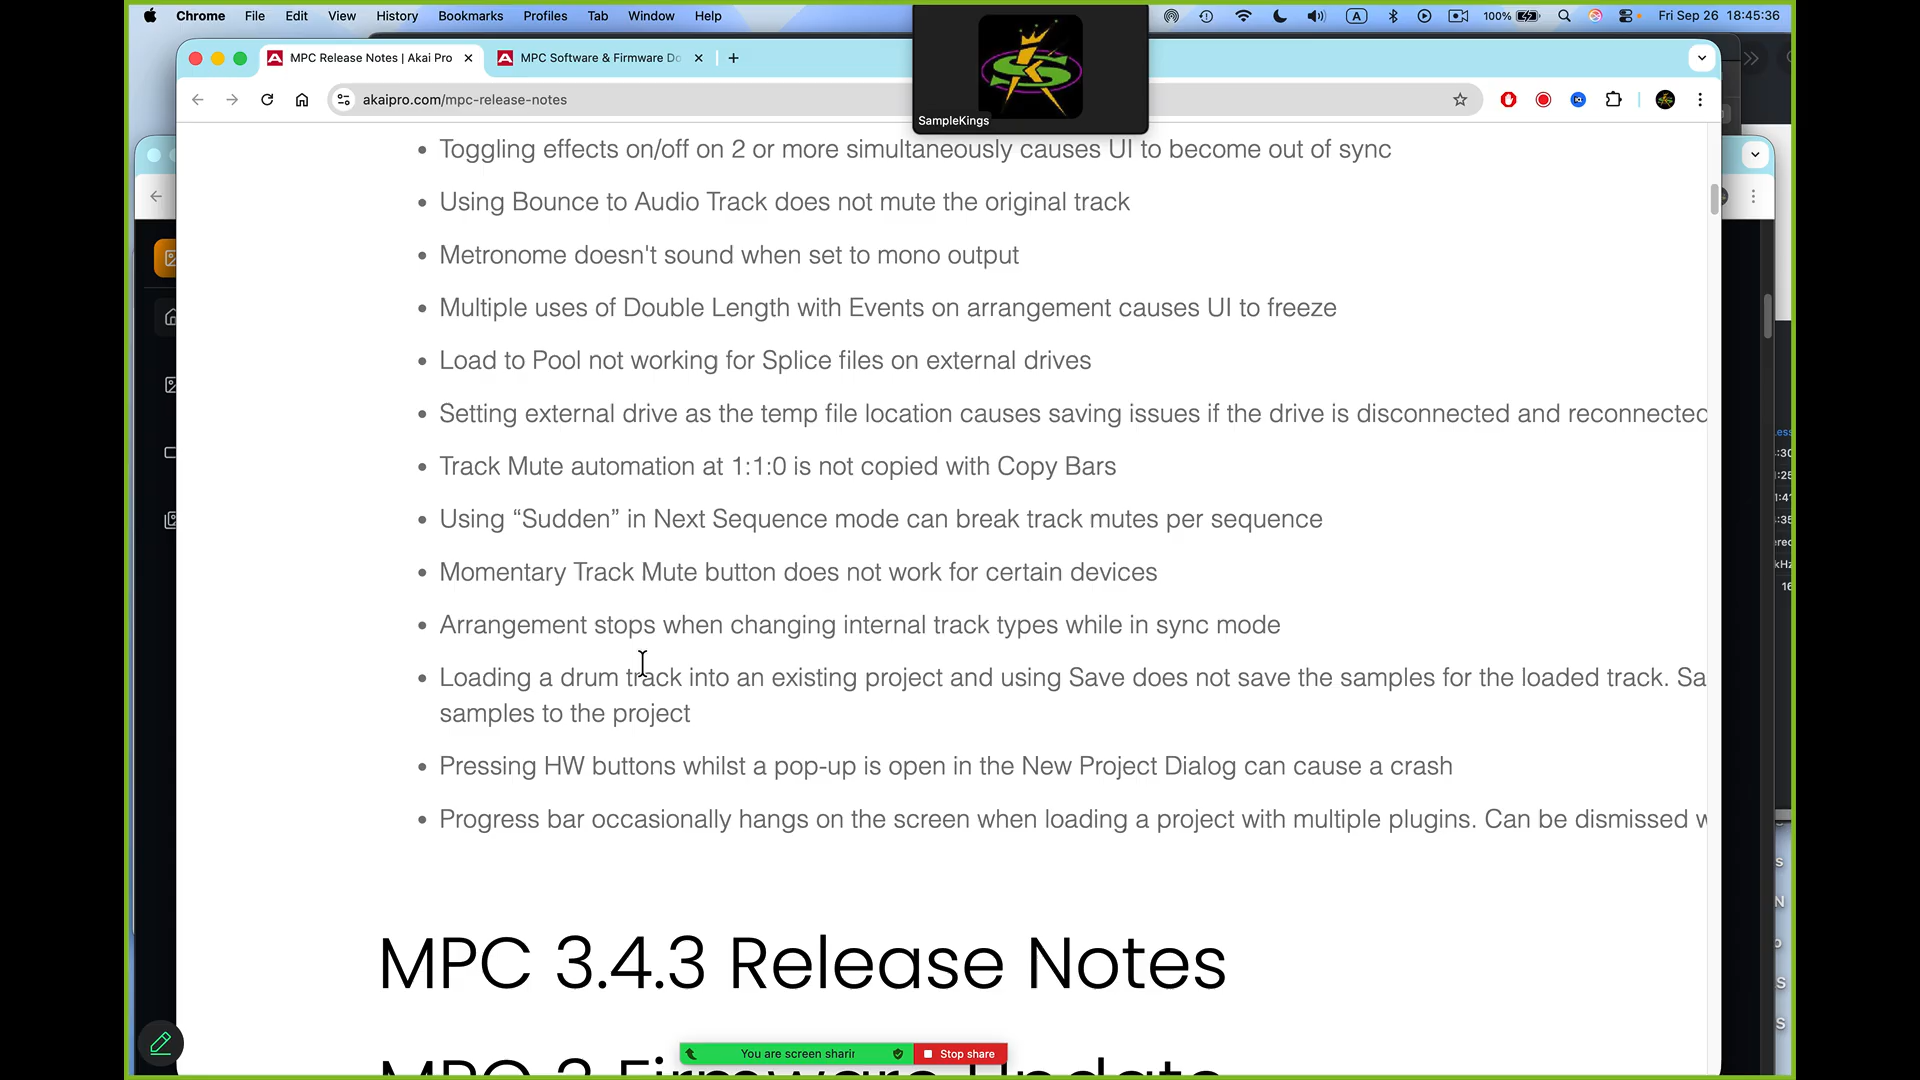 Chrome File Edit View History Bookmarks Profiles Tab Window Help
A 100% Fri Sep 26 18:45:36
MPC Release Notes | Akai Pro
MPC Software & Firmware Do
akaipro.com/mpc-release-notes
SampleKings
• Toggling effects on/off on 2 or more simultaneously causes UI to become out of sync
• Using Bounce to Audio Track does not mute the original track
• Metronome doesn't sound when set to mono output
• Multiple uses of Double Length with Events on arrangement causes UI to freeze
• Load to Pool not working for Splice files on external drives
• Setting external drive as the temp file location causes saving issues if the drive is disconnected and reconnected
• Track Mute automation at 1:1:0 is not copied with Copy Bars
• Using “Sudden” in Next Sequence mode can break track mutes per sequence
• Momentary Track Mute button does not work for certain devices
• Arrangement stops when changing internal track types while in sync mode
• Loading a drum track into an existing project and using Save does not save the samples for the loaded track. Sa
samples to the project
• Pressing HW buttons whilst a pop-up is open in the New Project Dialog can cause a crash
• Progress bar occasionally hangs on the screen when loading a project with multiple plugins. Can be dismissed w
MPC 3.4.3 Release Notes
MPC 3 Firmware Update
You are screen sharin
Stop share